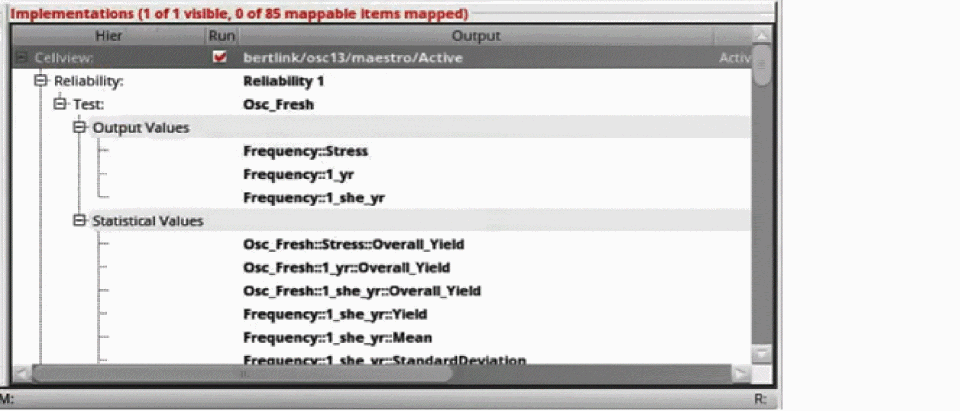 Implementations (1 of 1 visible, 0 of 85 mappable items mapped)
Hier Run Output
Cellview: bertlink/osc13/maestro/Active Activ
Reliability: Reliability 1
Test: Osc_Fresh
Output Values
Frequency::Stress
Frequency::1_yr
Frequency::1_she_yr
Statistical Values
Osc_Fresh::Stress::Overall_Yield
Osc_Fresh::1_yr::Overall_Yield
Osc_Fresh::1_she_yr::Overall_Yield
Frequency::1_she_yr::Yield
Frequency::1_she_yr::Mean
Frequency::1_she_yr::StandardDeviation
M: R: